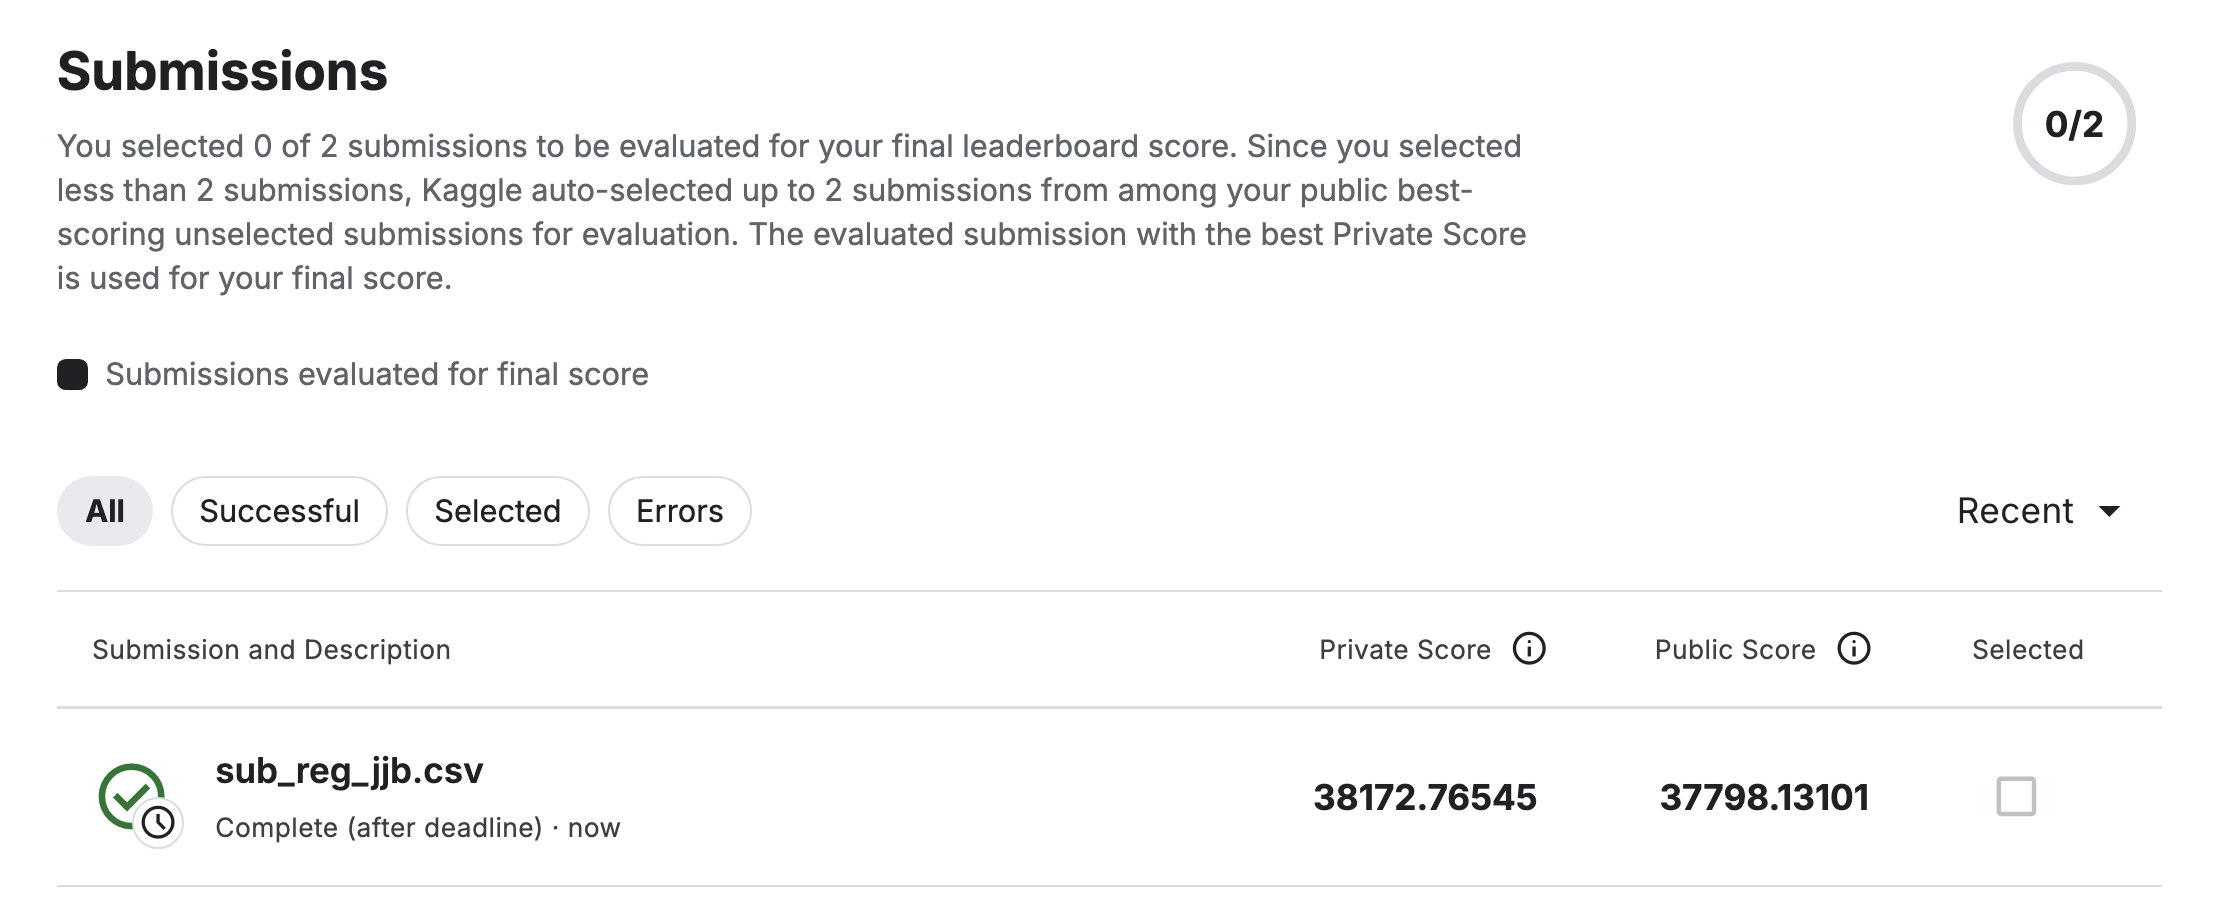 Submissions
0/2
You selected 0 of 2 submissions to be evaluated for your final leaderboard score. Since you selected
less than 2 submissions, Kaggle auto-selected up to 2 submissions from among your public best-
scoring unselected submissions for evaluation. The evaluated submission with the best Private Score
is used for your final score.
Submissions evaluated for final score
All Successful Selected Errors Recent
Submission and Description Private Score Public Score Selected
sub_reg_jjb.csv 38172.76545 37798.13101
Complete (after deadline) · now